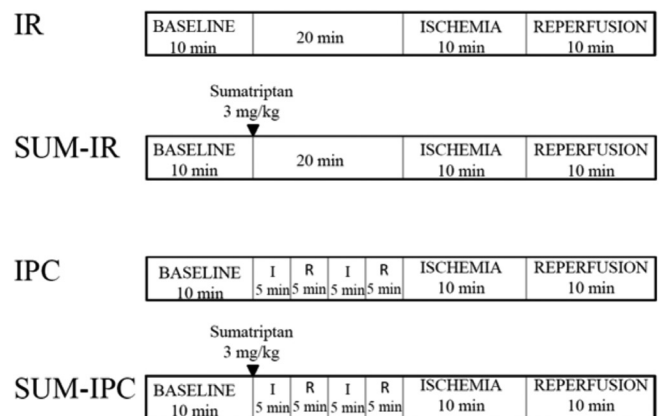 IR
BASELINE 20 min ISCHEMIA REPERFUSION
10 min 10 min 10 min
Sumatriptan
3 mg/kg
SUM-IR
BASELINE 20 min ISCHEMIA REPERFUSION
10 min 10 min 10 min
IPC
BASELINE I R I R ISCHEMIA REPERFUSION
10 min 5 min 5 min 5 min 5 min 10 min 10 min
Sumatriptan
3 mg/kg
SUM-IPC
BASELINE I R I R ISCHEMIA REPERFUSION
10 min 5 min 5 min 5 min 5 min 10 min 10 min